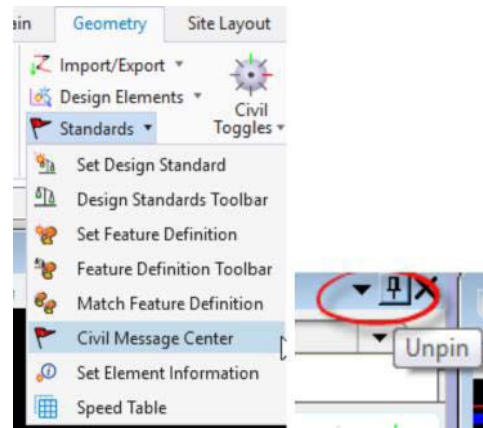 ain Geometry Site Layout
Import/Export
Design Elements
Civil
Standards Toggles
Set Design Standard
Design Standards Toolbar
Set Feature Definition
Feature Definition Toolbar
Match Feature Definition
Civil Message Center
Set Element Information
Speed Table
Unpin